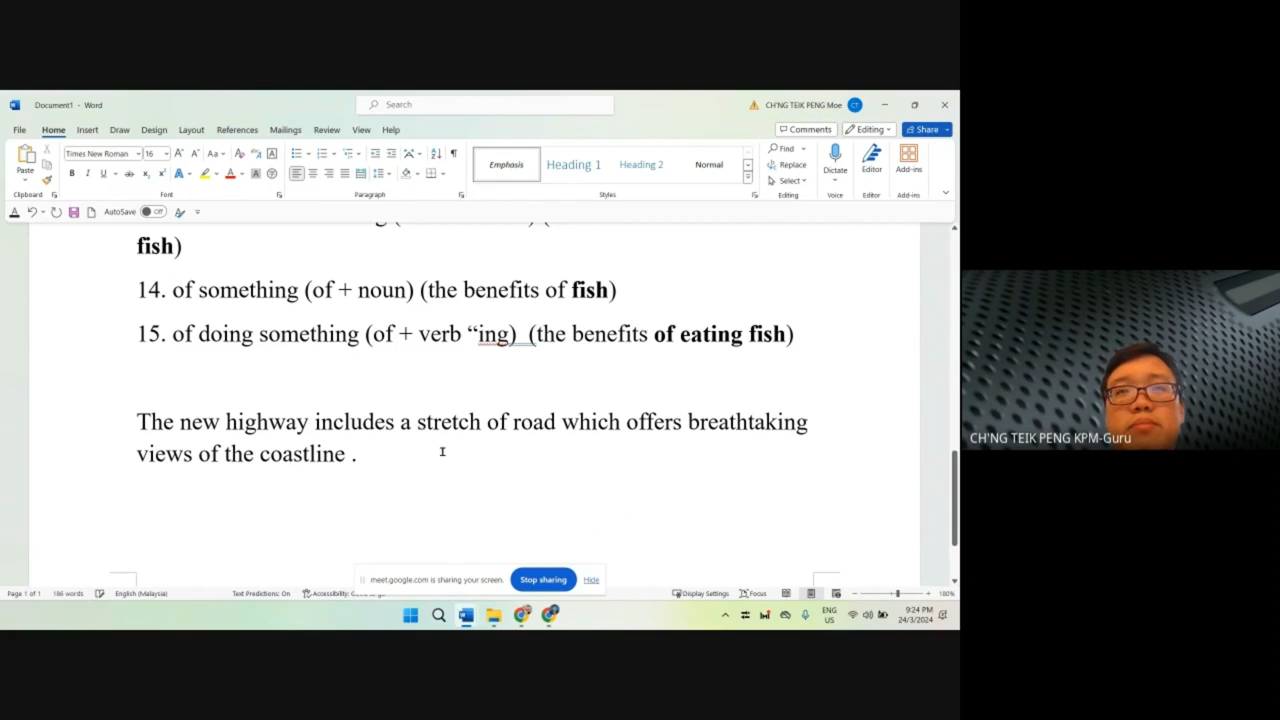 Document1 - Word
Search
CH'NG TEIK PENG Moe
CT
File Home Insert Draw Design Layout References Mailings Review View Help
Comments Editing Share
Times New Roman 16
Paste
Emphasis Heading 1 Heading 2 Normal
Find
Replace
Select
Dictate Editor Add-ins
Clipboard Font Paragraph Styles Editing Voice Editor Add-ins
AutoSave Off
fish)
14. of something (of + noun) (the benefits of fish)
15. of doing something (of + verb “ing) (the benefits of eating fish)
The new highway includes a stretch of road which offers breathtaking
views of the coastline .
CH'NG TEIK PENG KPM-Guru
meet.google.com is sharing your screen. Stop sharing Hide
Page 1 of 1 186 words English (Malaysia) Text Predictions: On Display Settings Focus 180%
ENG
US
9:24 PM
24/3/2024